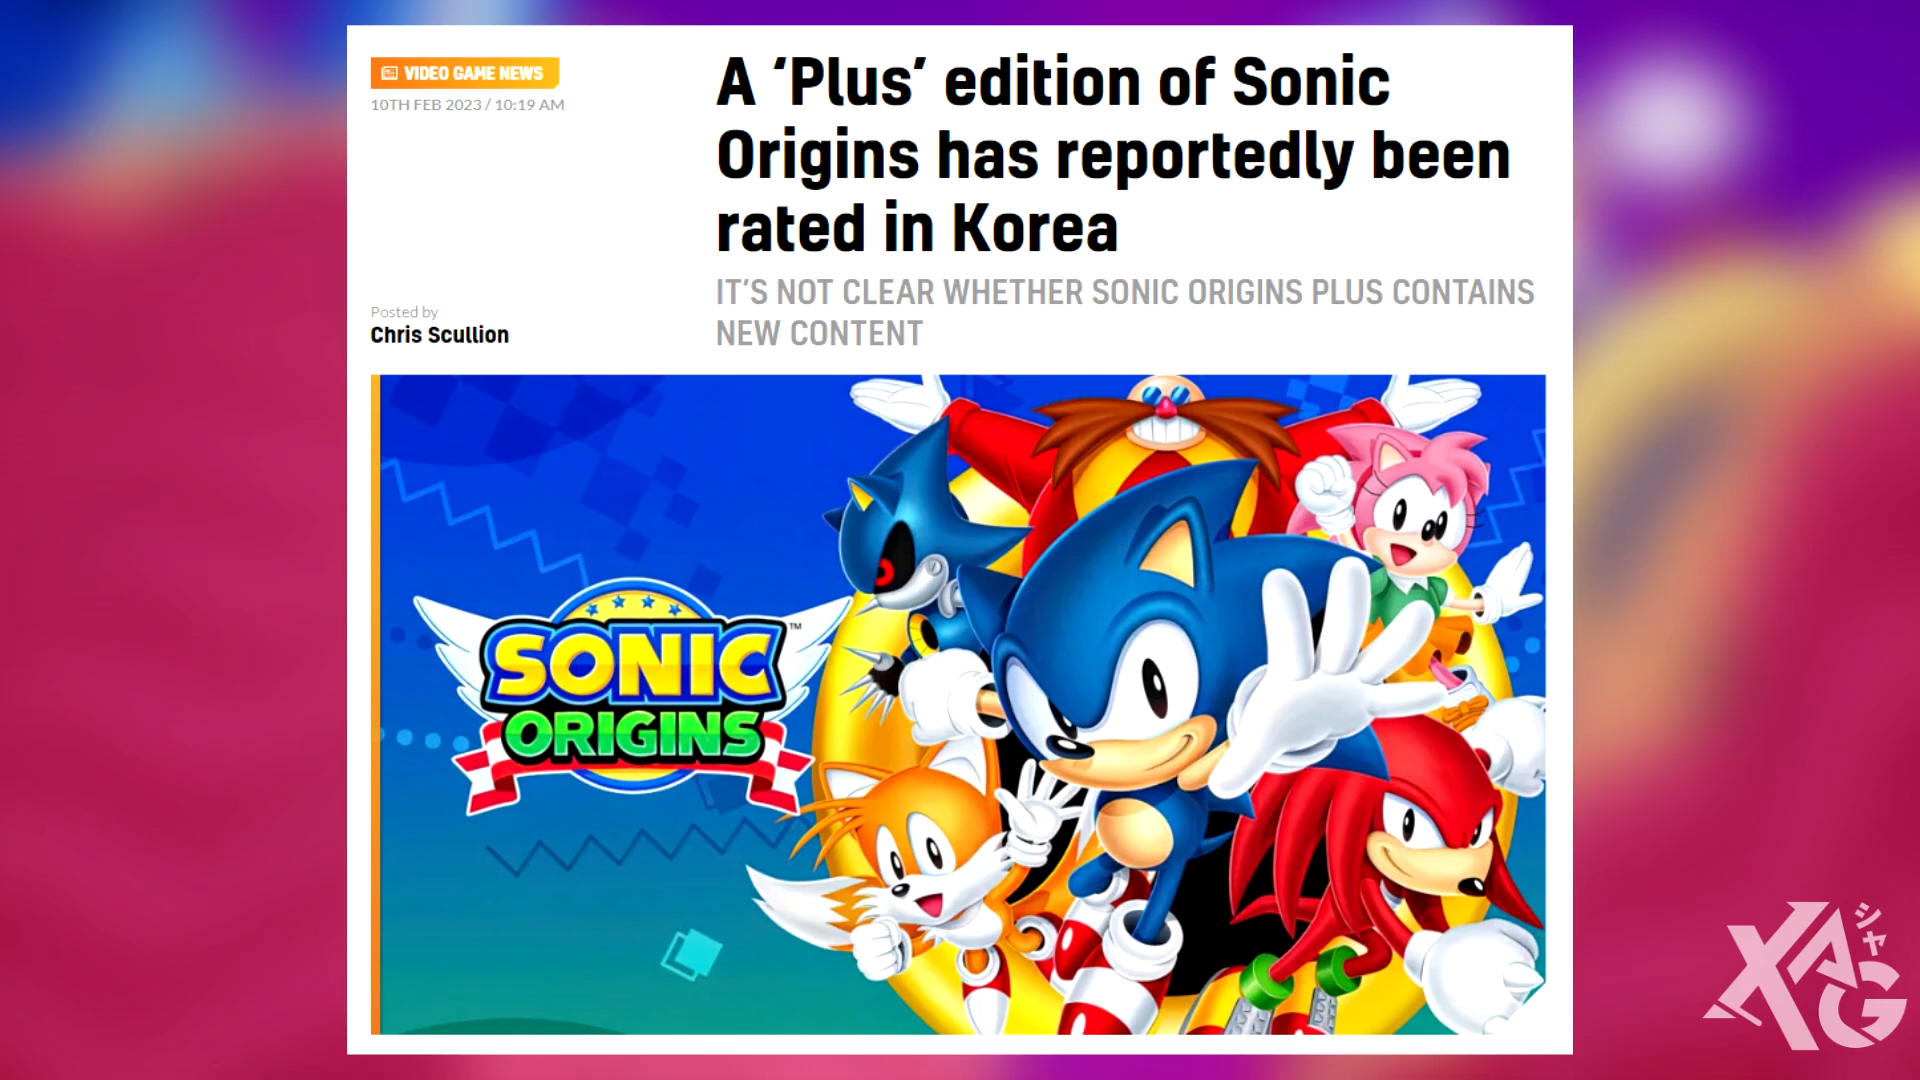 VIDEO GAME NEWS
10TH FEB 2023 / 10:19 AM
Posted by
Chris Scullion
A ‘Plus’ edition of Sonic
Origins has reportedly been
rated in Korea
IT’S NOT CLEAR WHETHER SONIC ORIGINS PLUS CONTAINS
NEW CONTENT
SONIC ™
ORIGINS
XAG
シャ